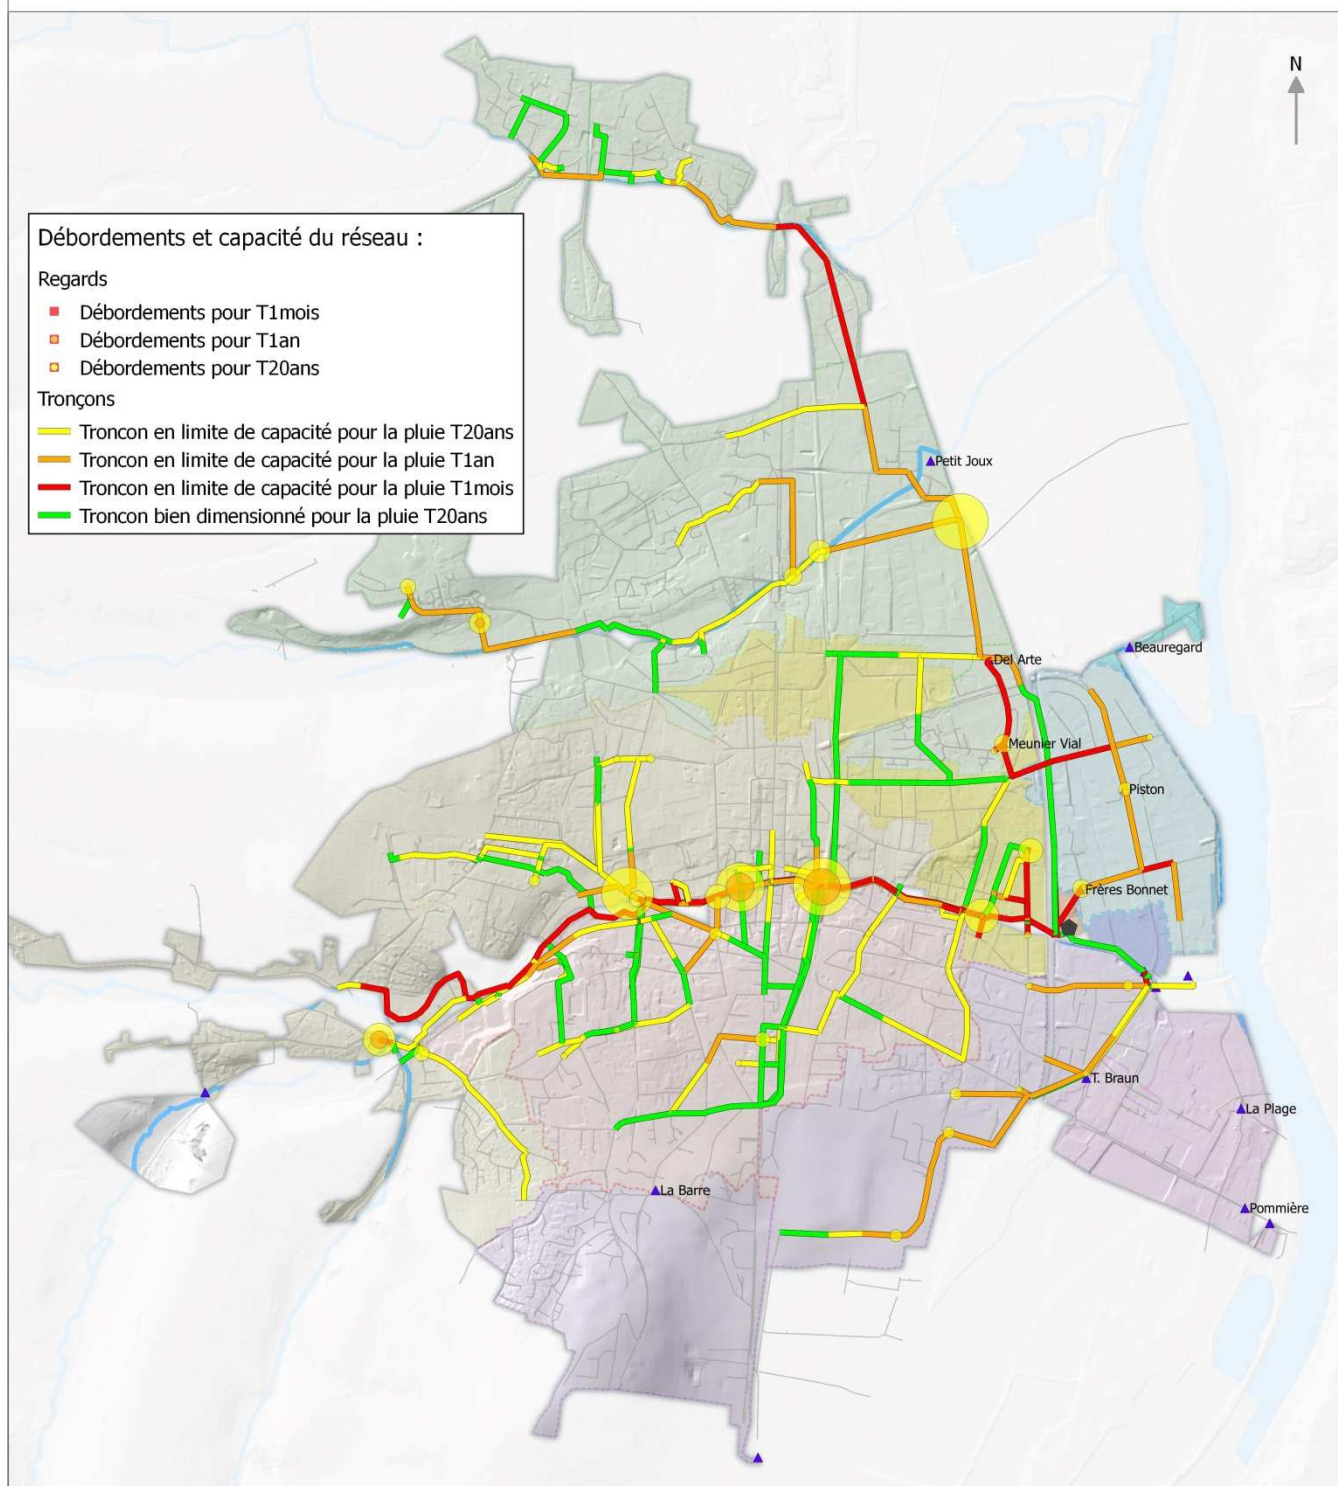 N
Débordements et capacité du réseau :
Regards
Débordements pour T1mois
Débordements pour T1an
Débordements pour T20ans
Tronçons
Troncon en limite de capacité pour la pluie T20ans
Troncon en limite de capacité pour la pluie T1an
Troncon en limite de capacité pour la pluie T1mois
Troncon bien dimensionné pour la pluie T20ans
Petit Joux
Beauregard
Del Arte
Meunier Vial
Piston
Frères Bonnet
T. Braun
La Plage
La Barre
Pommière